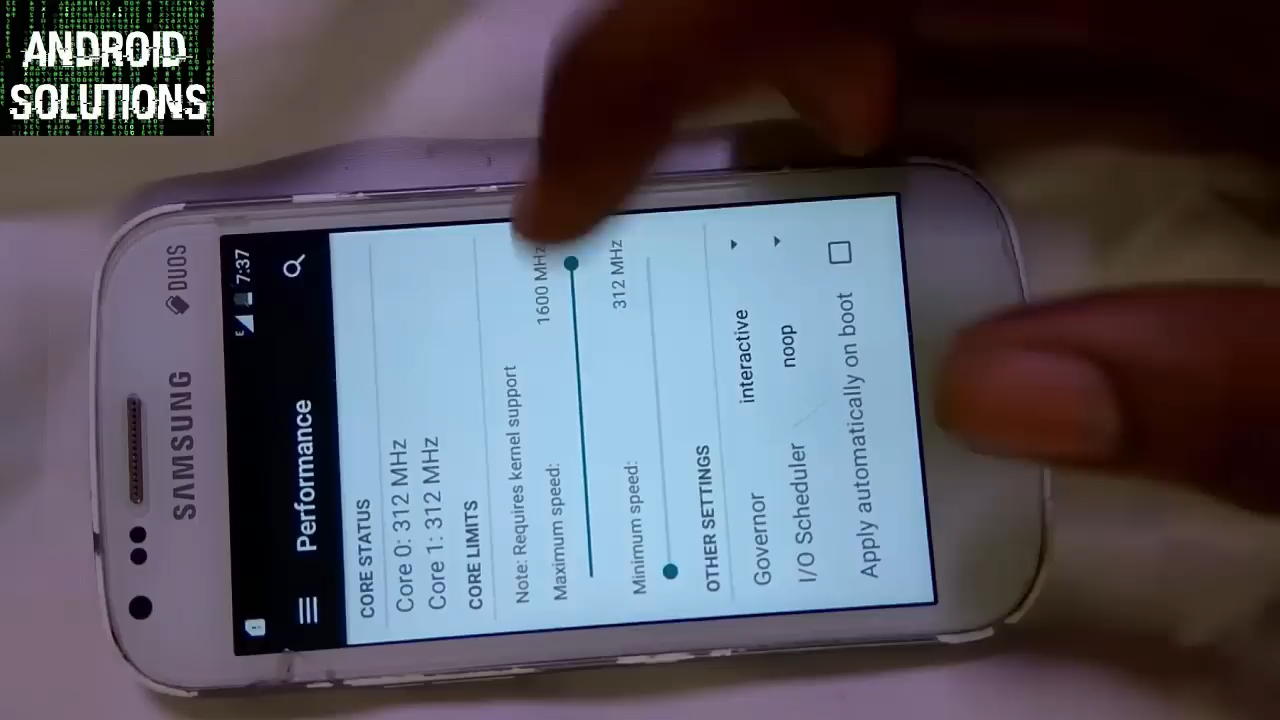 ANDROID
SOLUTIONS
SAMSUNG
DUOS
E
7:37
Performance
CORE STATUS
Core 0: 312 MHz
Core 1: 312 MHz
CORE LIMITS
Note: Requires kernel support
Maximum speed: 1600 MHz
Minimum speed: 312 MHz
OTHER SETTINGS
Governor interactive
I/O Scheduler noop
Apply automatically on boot